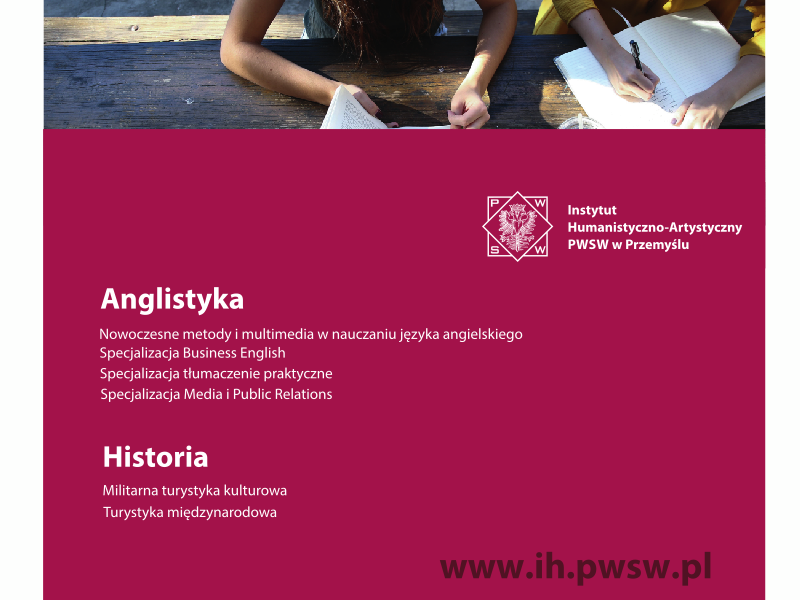 P W
S W
Instytut
Humanistyczno-Artystyczny
PWSW w Przemyślu
Anglistyka
Nowoczesne metody i multimedia w nauczaniu języka angielskiego
Specjalizacja Business English
Specjalizacja tłumaczenie praktyczne
Specjalizacja Media i Public Relations
Historia
Militarna turystyka kulturowa
Turystyka międzynarodowa
www.ih.pwsw.pl